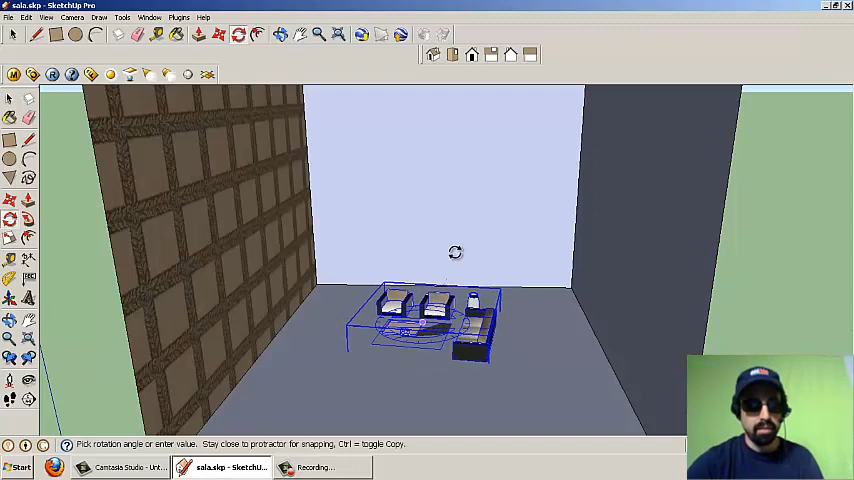 sala.skp - SketchUp Pro
File Edit View Camera Draw Tools Window Plugins Help
M R ?
Pick rotation angle or enter value. Stay close to protractor for snapping, Ctrl = toggle Copy.
Start Camtasia Studio - Unt... sala.skp - SketchUp... Recording...